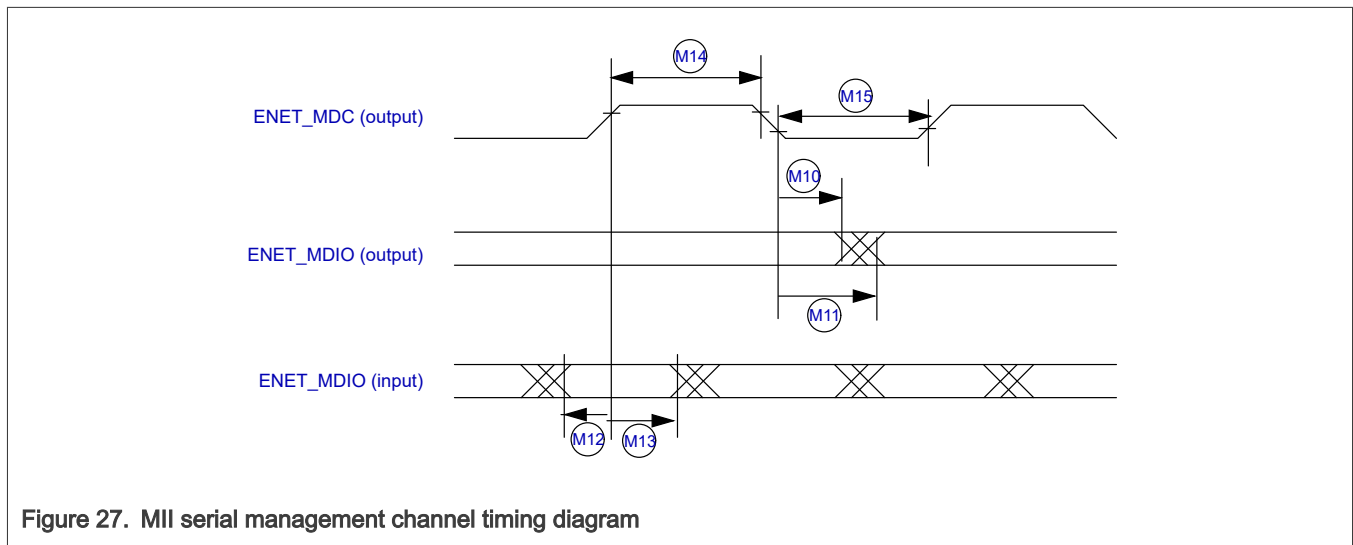 M14
ENET_MDC (output)
M15
M10
ENET_MDIO (output)
M11
ENET_MDIO (input)
M12
M13
Figure 27. MII serial management channel timing diagram